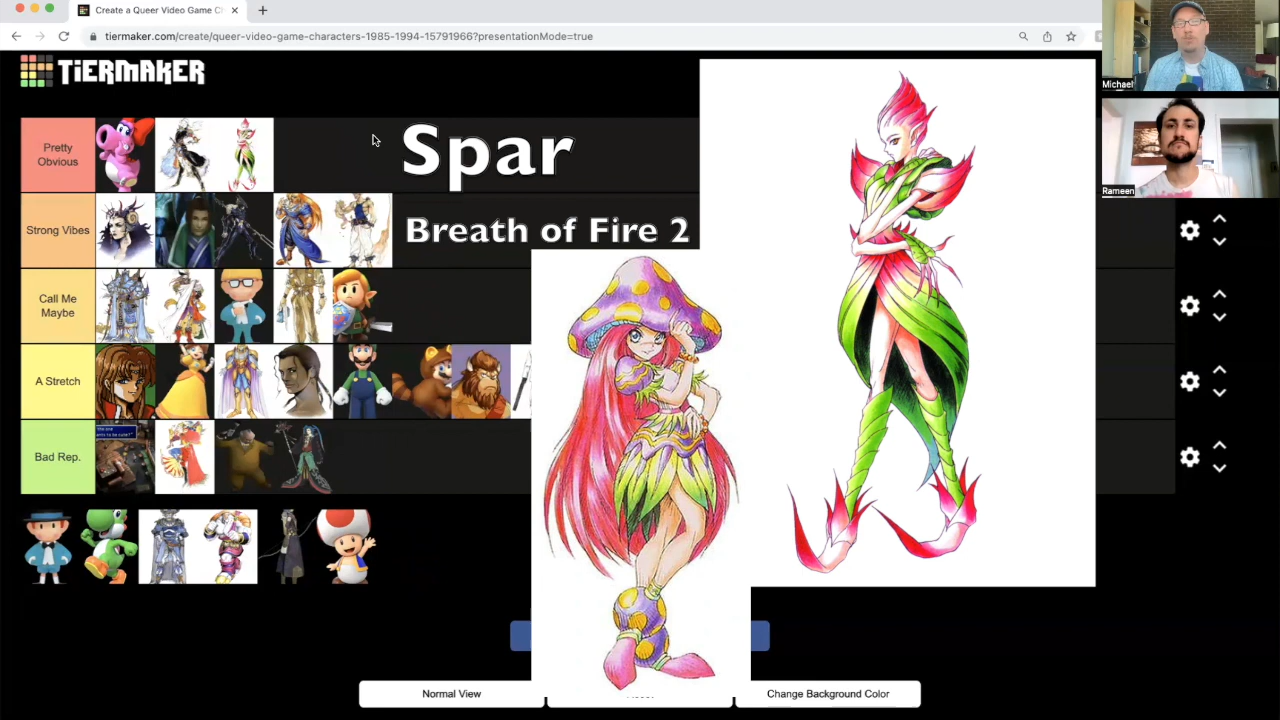 Create a Queer Video Game Ch
tiermaker.com/create/queer-video-game-characters-1985-1994-15791966?presentationMode=true
TiERMAKER
Michael
Rameen
Pretty
Obvious
Spar
Strong Vibes
Breath of Fire 2
Call Me
Maybe
A Stretch
Bad Rep.
Normal View
Change Background Color